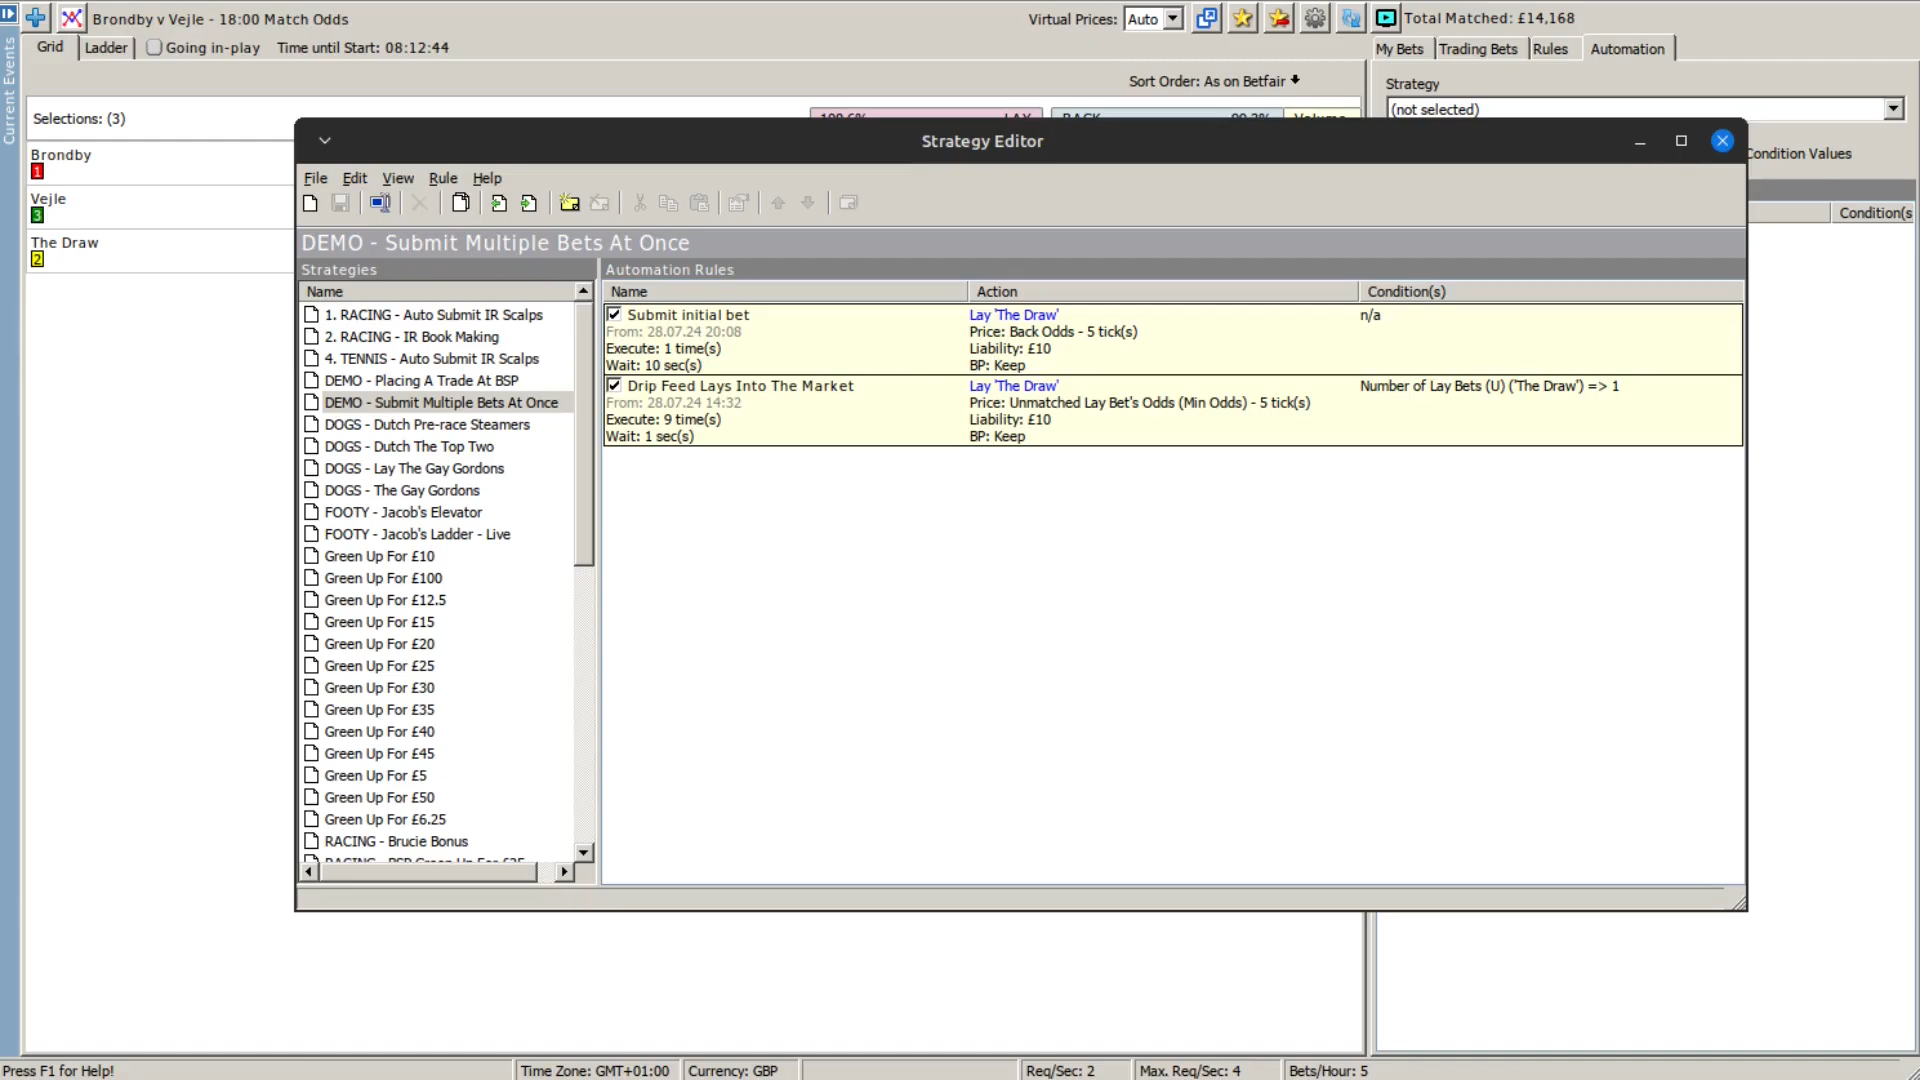 Brondby v Vejle - 18:00 Match Odds
Virtual Prices: Auto
Total Matched: £14,168
Grid
Ladder
Going in-play
Time until Start: 08:12:44
My Bets
Trading Bets
Rules
Automation
Current Events
Sort Order: As on Betfair
Strategy
(not selected)
Selections: (3)
Condition Values
Condition(s
Brondby
1
Vejle
3
The Draw
2
Strategy Editor
File Edit View Rule Help
DEMO - Submit Multiple Bets At Once
Strategies
Name
1. RACING - Auto Submit IR Scalps
2. RACING - IR Book Making
4. TENNIS - Auto Submit IR Scalps
DEMO - Placing A Trade At BSP
DEMO - Submit Multiple Bets At Once
DOGS - Dutch Pre-race Steamers
DOGS - Dutch The Top Two
DOGS - Lay The Gay Gordons
DOGS - The Gay Gordons
FOOTY - Jacob's Elevator
FOOTY - Jacob's Ladder - Live
Green Up For £10
Green Up For £100
Green Up For £12.5
Green Up For £15
Green Up For £20
Green Up For £25
Green Up For £30
Green Up For £35
Green Up For £40
Green Up For £45
Green Up For £5
Green Up For £50
Green Up For £6.25
RACING - Brucie Bonus
Automation Rules
Name
Action
Condition(s)
Submit initial bet
From: 28.07.24 20:08
Execute: 1 time(s)
Wait: 10 sec(s)
Lay 'The Draw'
Price: Back Odds - 5 tick(s)
Liability: £10
BP: Keep
n/a
Drip Feed Lays Into The Market
From: 28.07.24 14:32
Execute: 9 time(s)
Wait: 1 sec(s)
Lay 'The Draw'
Price: Unmatched Lay Bet's Odds (Min Odds) - 5 tick(s)
Liability: £10
BP: Keep
Number of Lay Bets (U) ('The Draw') => 1
Press F1 for Help!
Time Zone: GMT+01:00
Currency: GBP
Req/Sec: 2
Max. Req/Sec: 4
Bets/Hour: 5